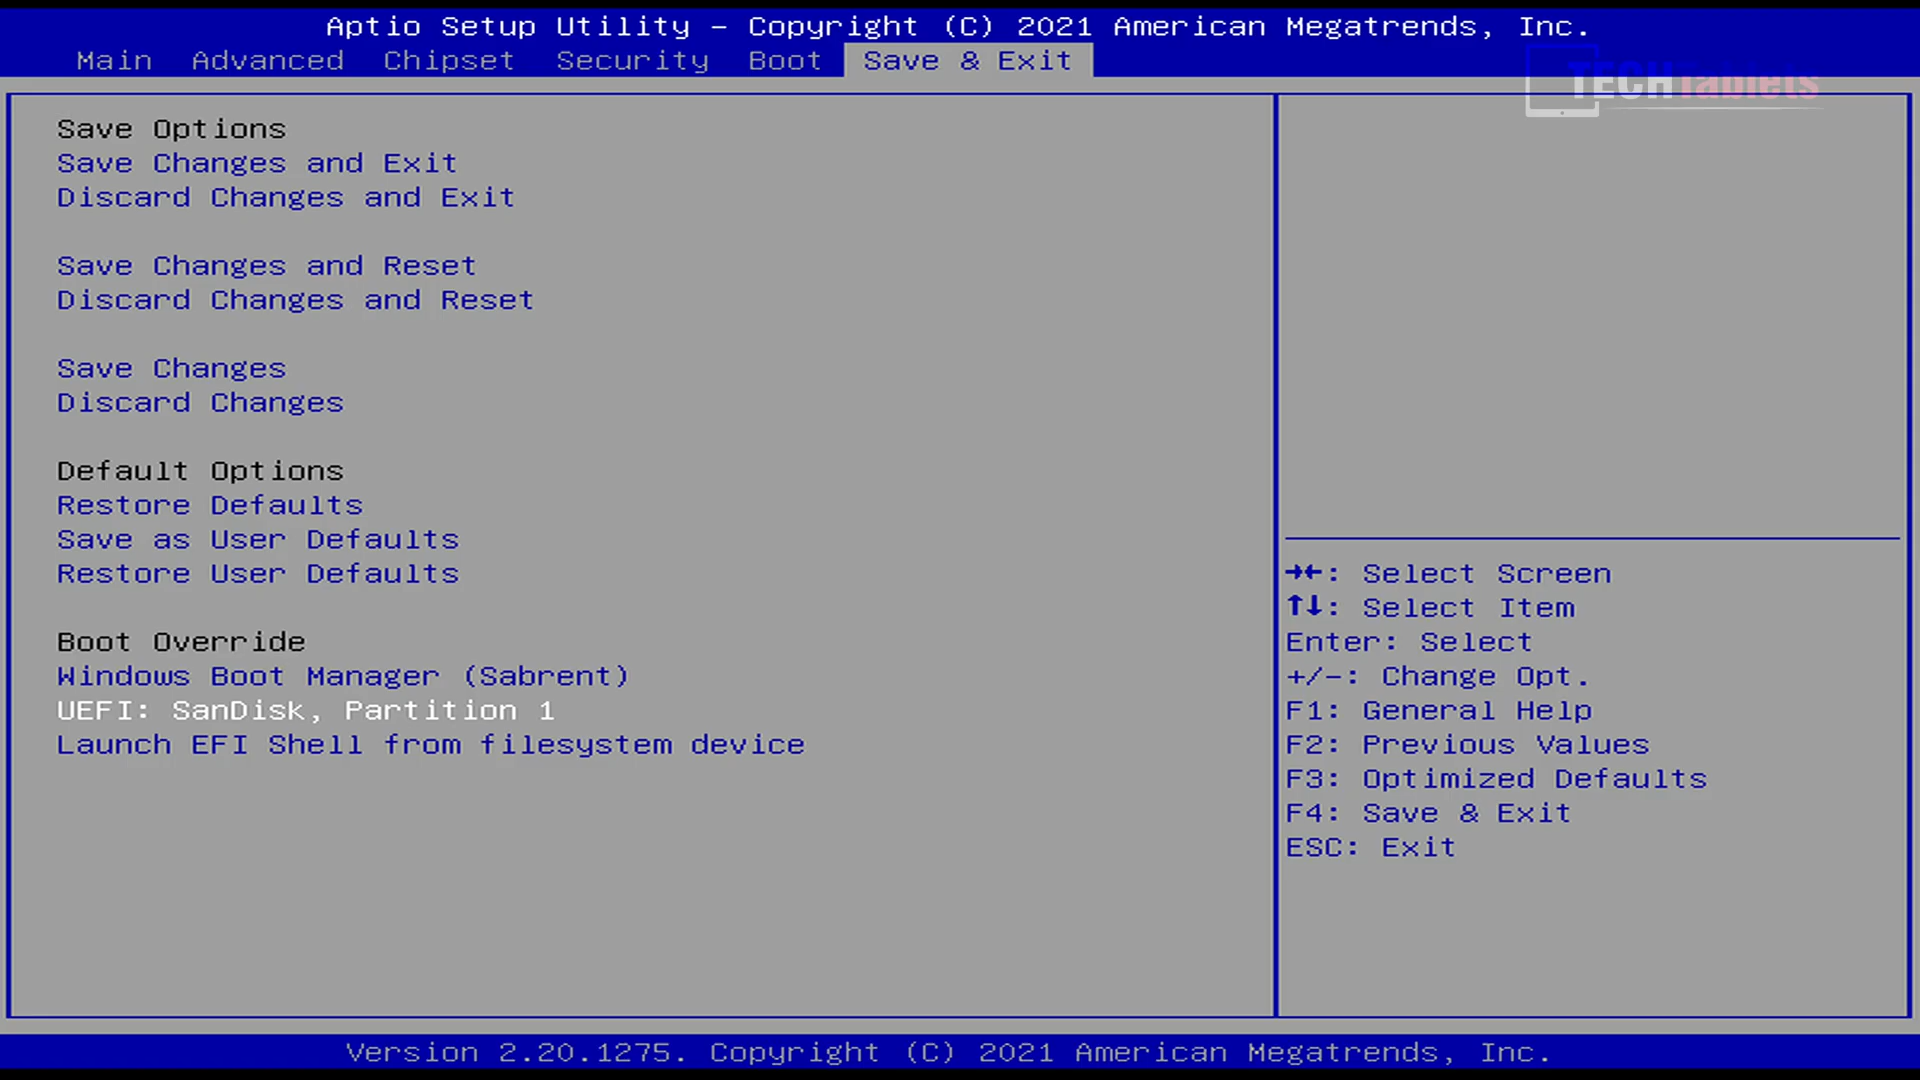 Aptio Setup Utility – Copyright (C) 2021 American Megatrends, Inc.
Main Advanced Chipset Security Boot Save & Exit
TECHTablets
Save Options
Save Changes and Exit
Discard Changes and Exit
Save Changes and Reset
Discard Changes and Reset
Save Changes
Discard Changes
Default Options
Restore Defaults
Save as User Defaults
Restore User Defaults
Boot Override
Windows Boot Manager (Sabrent)
UEFI: SanDisk, Partition 1
Launch EFI Shell from filesystem device
→←: Select Screen
↑↓: Select Item
Enter: Select
+/-: Change Opt.
F1: General Help
F2: Previous Values
F3: Optimized Defaults
F4: Save & Exit
ESC: Exit
Version 2.20.1275. Copyright (C) 2021 American Megatrends, Inc.